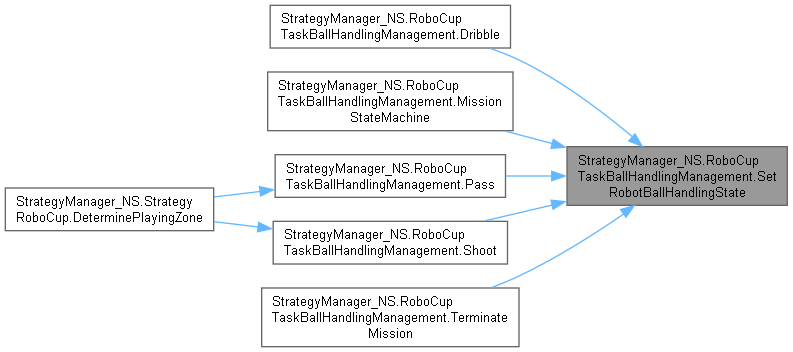 StrategyManager_NS.RoboCup
TaskBallHandlingManagement.Dribble
StrategyManager_NS.RoboCup
TaskBallHandlingManagement.Mission
StateMachine
StrategyManager_NS.RoboCup
TaskBallHandlingManagement.Pass
StrategyManager_NS.RoboCup
TaskBallHandlingManagement.Set
RobotBallHandlingState
StrategyManager_NS.Strategy
RoboCup.DeterminePlayingZone
StrategyManager_NS.RoboCup
TaskBallHandlingManagement.Shoot
StrategyManager_NS.RoboCup
TaskBallHandlingManagement.Terminate
Mission